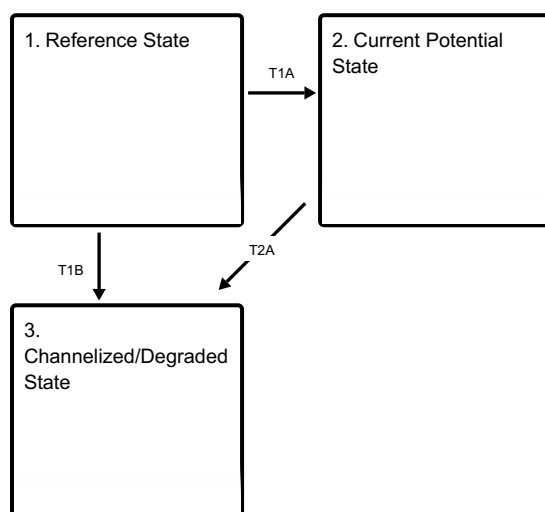 1. Reference State
2. Current Potential
State
T1A
T1B
T2A
3.
Channelized/Degraded
State